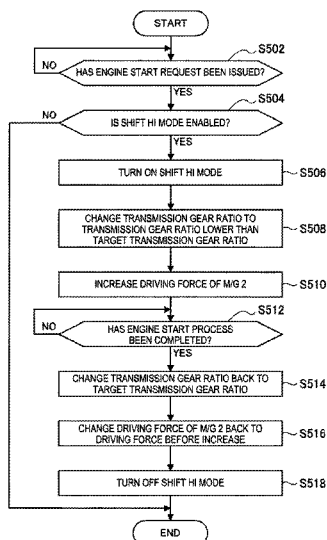 START
S502
NO
HAS ENGINE START REQUEST BEEN ISSUED?
YES
S504
NO
IS SHIFT HI MODE ENABLED?
YES
TURN ON SHIFT HI MODE
S506
CHANGE TRANSMISSION GEAR RATIO TO
TRANSMISSION GEAR RATIO LOWER THAN
TARGET TRANSMISSION GEAR RATIO
S508
INCREASE DRIVING FORCE OF M/G 2
S510
S512
NO
HAS ENGINE START PROCESS
BEEN COMPLETED?
YES
CHANGE TRANSMISSION GEAR RATIO BACK TO
TARGET TRANSMISSION GEAR RATIO
S514
CHANGE DRIVING FORCE OF M/G 2 BACK TO
DRIVING FORCE BEFORE INCREASE
S516
TURN OFF SHIFT HI MODE
S518
END